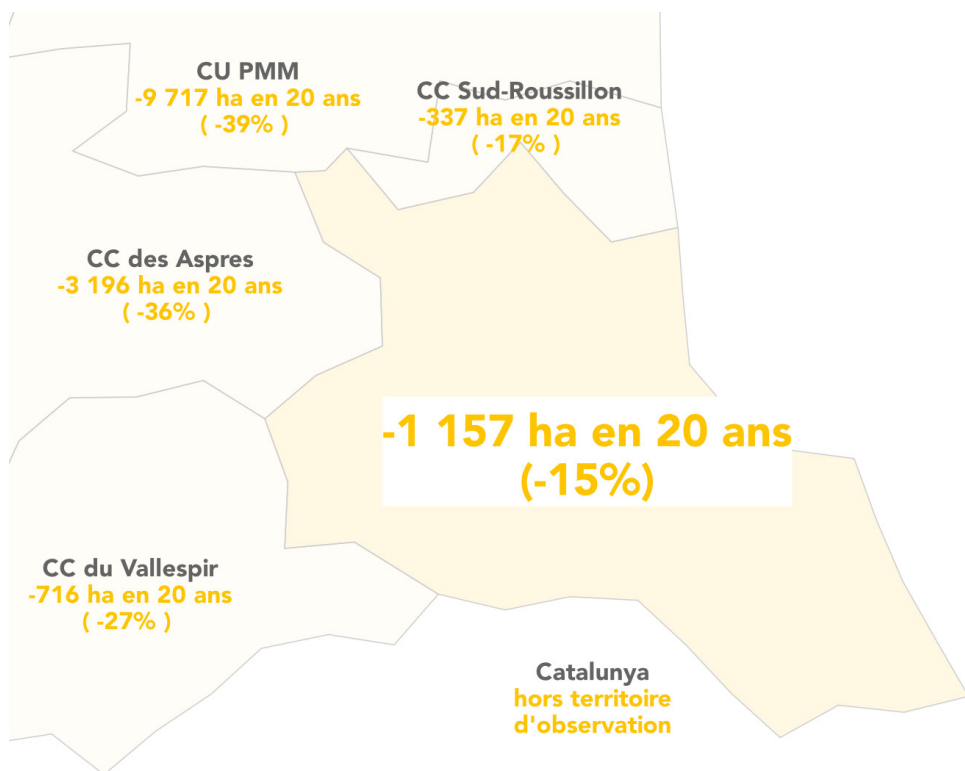 CU PMM
-9 717 ha en 20 ans
( -39% )
CC Sud-Roussillon
-337 ha en 20 ans
( -17% )
CC des Aspres
-3 196 ha en 20 ans
( -36% )
-1 157 ha en 20 ans
(-15%)
CC du Vallespir
-716 ha en 20 ans
( -27% )
Catalunya
hors territoire
d'observation